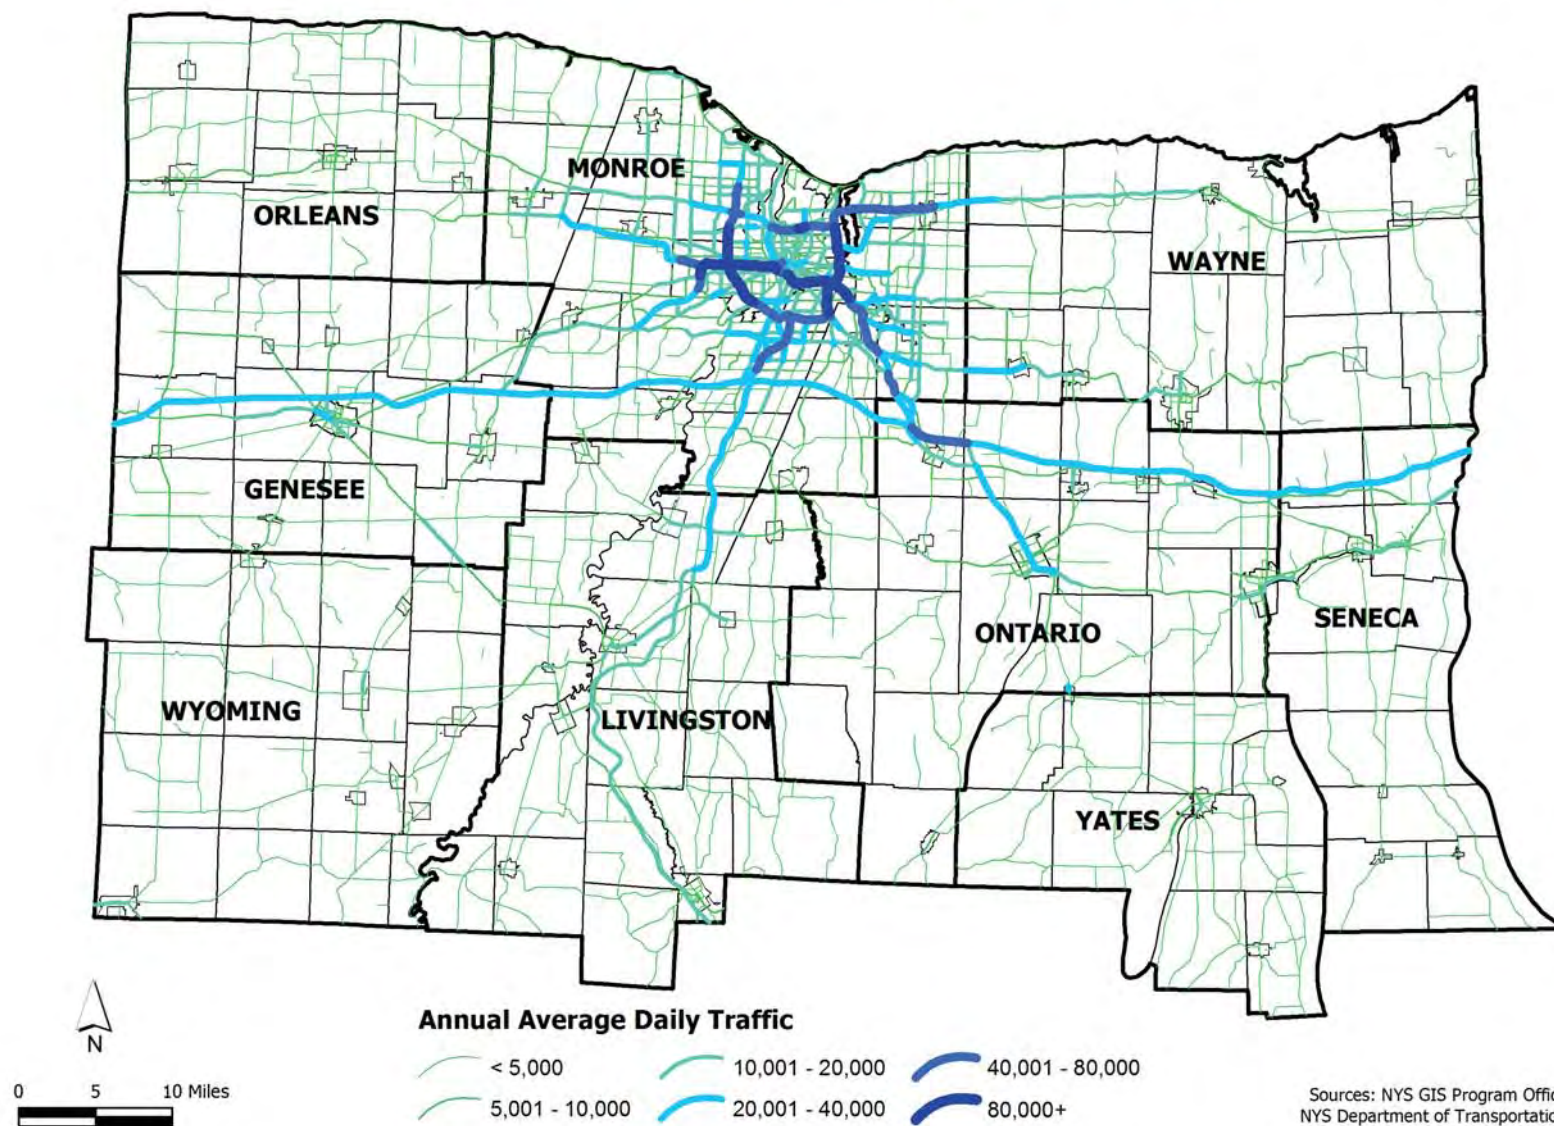 MONROE
ORLEANS
WAYNE
GENESEE
ONTARIO
SENECA
WYOMING
LIVINGSTON
YATES
N
0 5 10 Miles
Annual Average Daily Traffic
< 5,000
10,001 - 20,000
40,001 - 80,000
5,001 - 10,000
20,001 - 40,000
80,000+
Sources: NYS GIS Program Offic
NYS Department of Transportatio